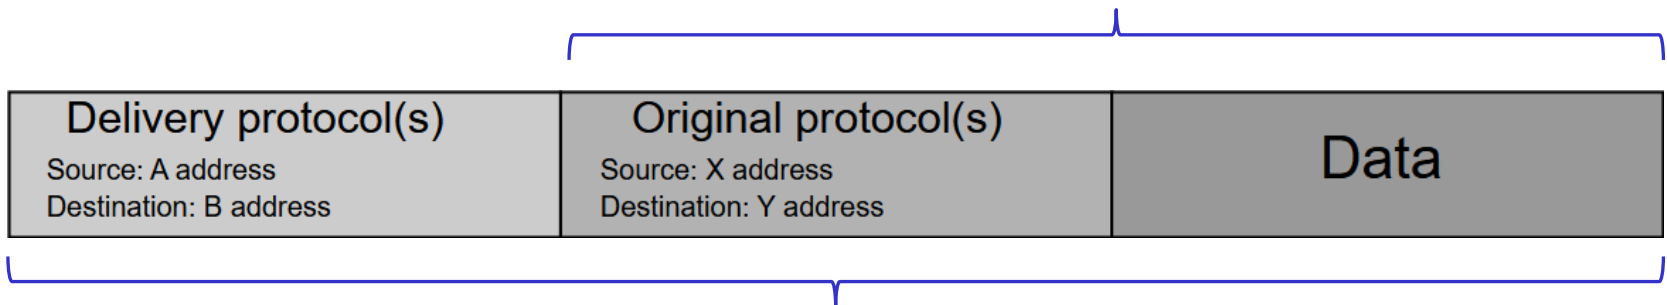 Delivery protocol(s)
Source: A address
Destination: B address
Original protocol(s)
Source: X address
Destination: Y address
Data